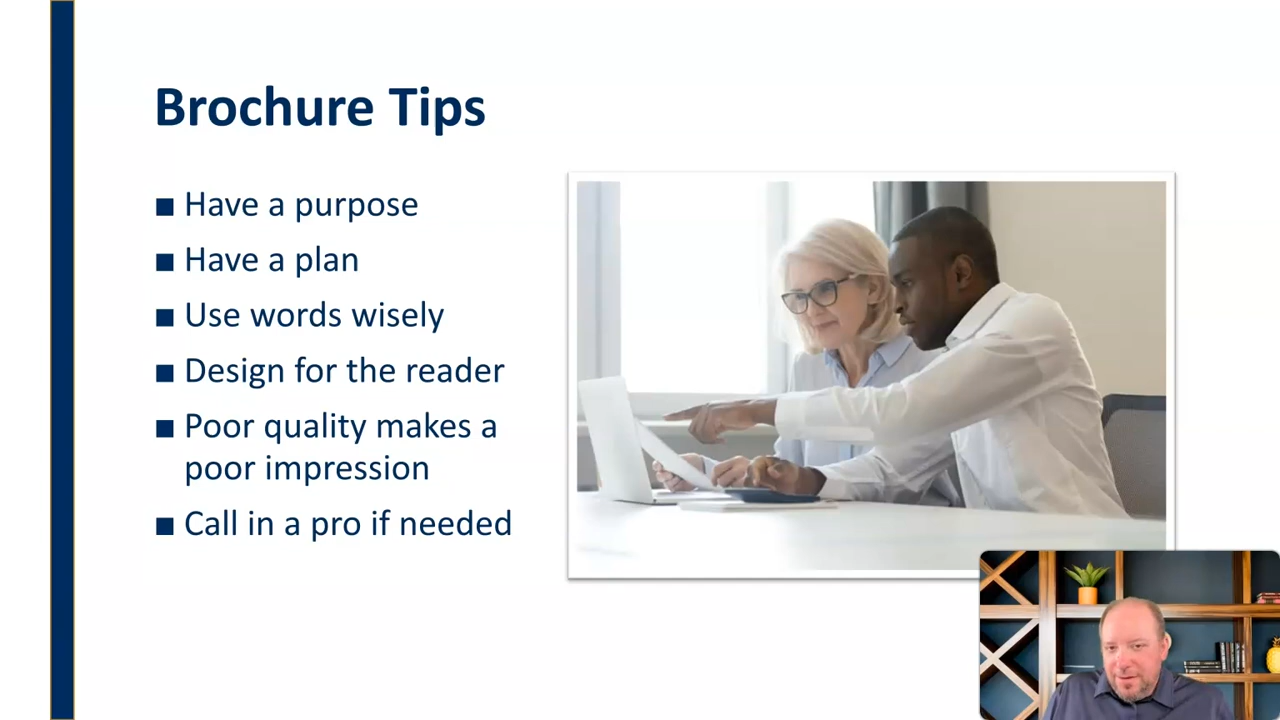 Brochure Tips
■ Have a purpose
■ Have a plan
■ Use words wisely
■ Design for the reader
■ Poor quality makes a
poor impression
■ Call in a pro if needed